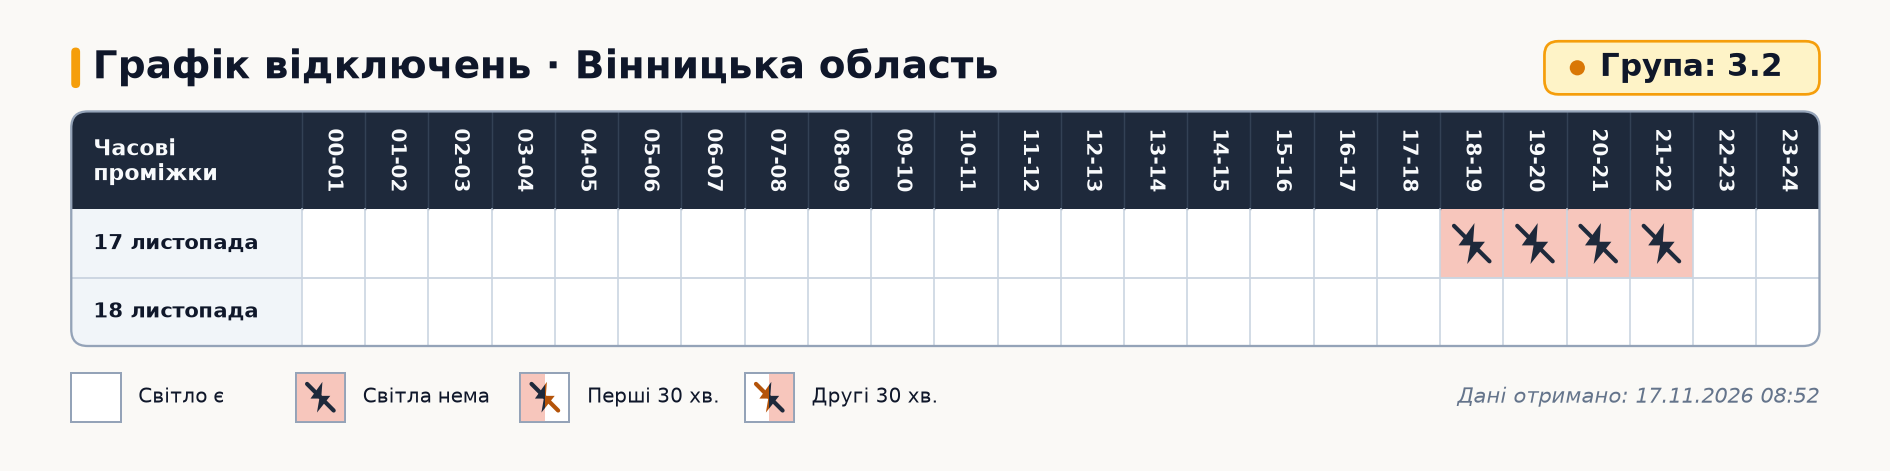 Графік відключень · Вінницька область
Група: 3.2
Часові
проміжки
00-01
01-02
02-03
03-04
04-05
05-06
06-07
07-08
08-09
09-10
10-11
11-12
12-13
13-14
14-15
15-16
16-17
17-18
18-19
19-20
20-21
21-22
22-23
23-24
17 листопада
18 листопада
Світло є
Світла нема
Перші 30 хв.
Другі 30 хв.
Дані отримано: 17.11.2026 08:52